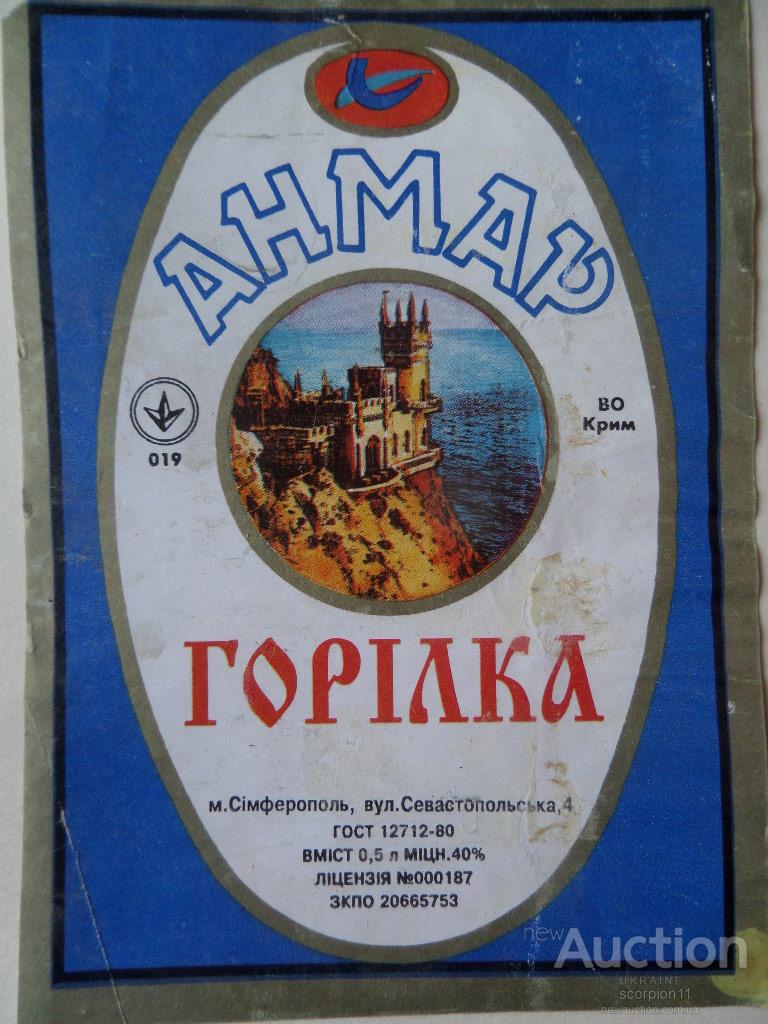 АНМАР
019
ВО
Крим
ГОРІЛКА
м.Сімферополь, вул.Севастопольська,4
ГОСТ 12712-80
ВМІСТ 0,5 л МІЦН.40%
ЛІЦЕНЗІЯ №000187
ЗКПО 20665753
new Auction
UKRAINE
scorpion11
newauction.com.ua